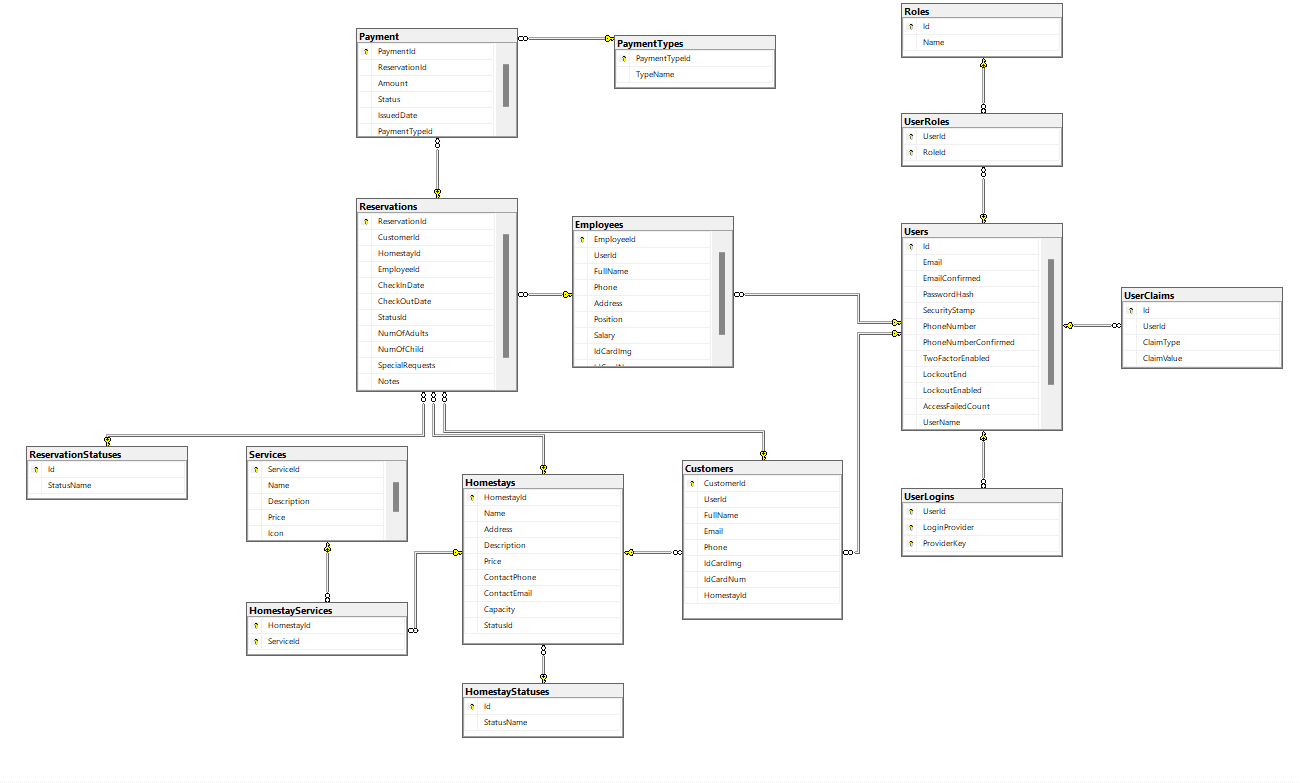 Payment
PaymentId
ReservationId
Amount
Status
IssuedDate
PaymentTypeId
PaymentTypes
PaymentTypeId
TypeName
Roles
Id
Name
UserRoles
UserId
RoleId
Reservations
ReservationId
CustomerId
HomestayId
EmployeeId
CheckInDate
CheckOutDate
StatusId
NumOfAdults
NumOfChild
SpecialRequests
Notes
Employees
EmployeeId
UserId
FullName
Phone
Address
Position
Salary
IdCardImg
Users
Id
Email
EmailConfirmed
PasswordHash
SecurityStamp
PhoneNumber
PhoneNumberConfirmed
TwoFactorEnabled
LockoutEnd
LockoutEnabled
AccessFailedCount
UserName
UserClaims
Id
UserId
ClaimType
ClaimValue
ReservationStatuses
Id
StatusName
Services
ServiceId
Name
Description
Price
Icon
Homestays
HomestayId
Name
Address
Description
Price
ContactPhone
ContactEmail
Capacity
StatusId
Customers
CustomerId
UserId
FullName
Email
Phone
IdCardImg
IdCardNum
HomestayId
UserLogins
UserId
LoginProvider
ProviderKey
HomestayServices
HomestayId
ServiceId
HomestayStatuses
Id
StatusName